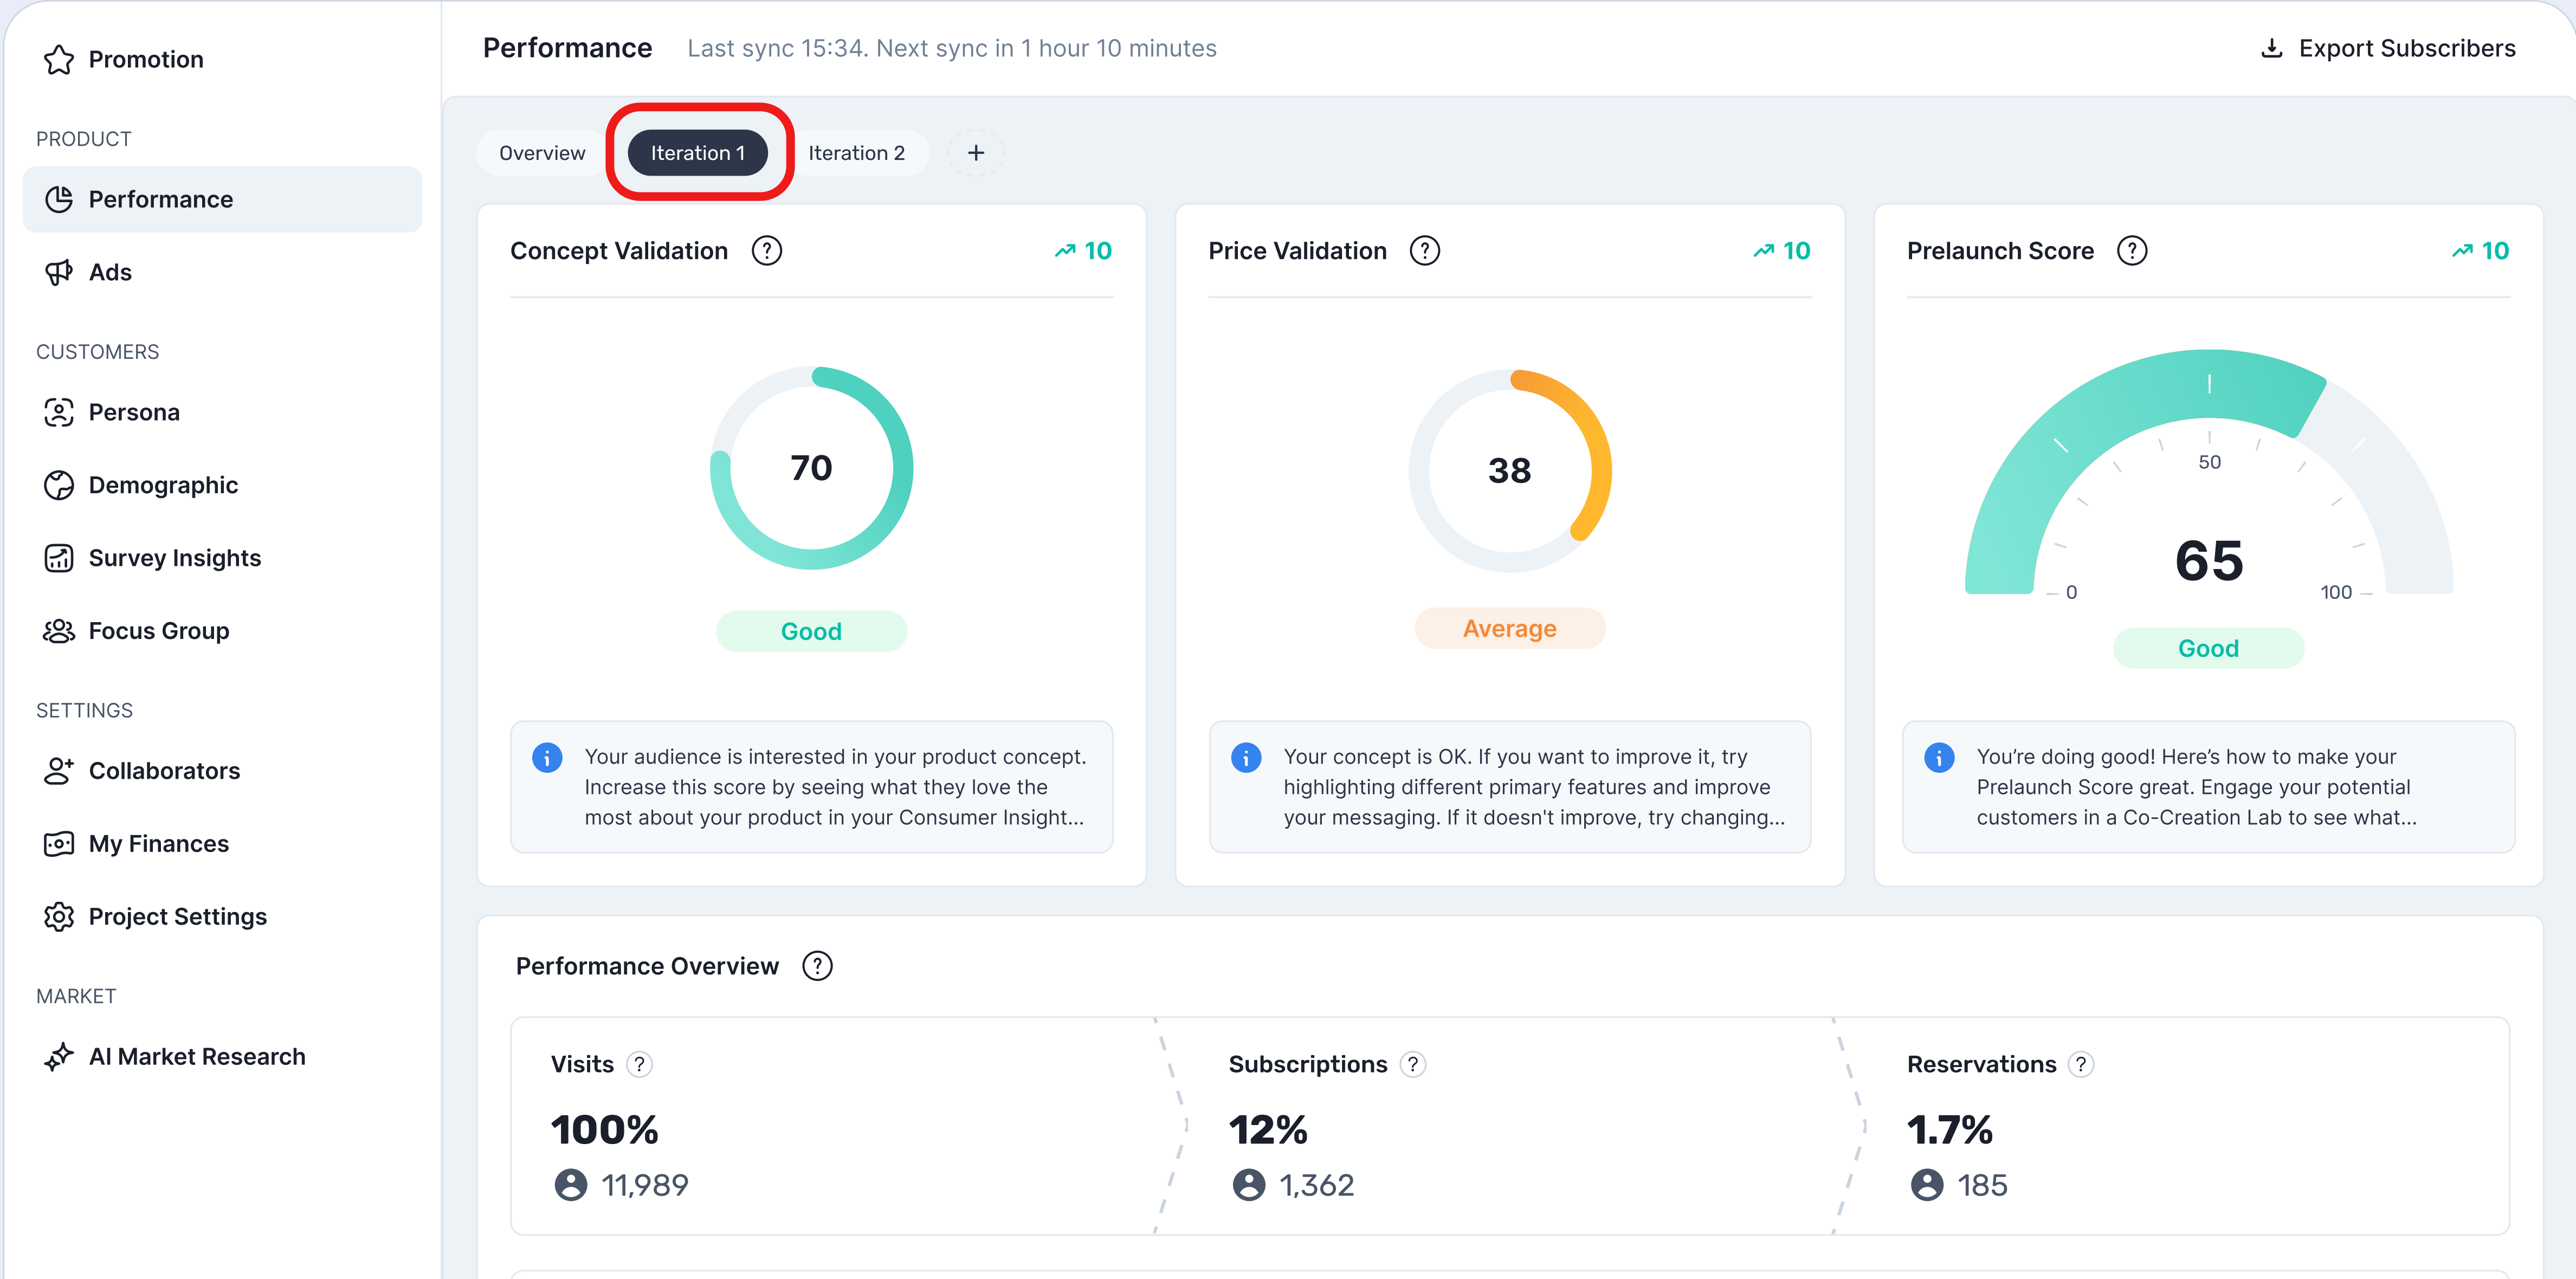 Promotion
PRODUCT
Performance
Ads
CUSTOMERS
Persona
Demographic
Survey Insights
Focus Group
SETTINGS
Collaborators
My Finances
Project Settings
MARKET
AI Market Research
Performance Last sync 15:34. Next sync in 1 hour 10 minutes
Export Subscribers
Overview Iteration 1 Iteration 2 +
Concept Validation ? 10
70
Good
Your audience is interested in your product concept.
Increase this score by seeing what they love the
most about your product in your Consumer Insight...
Price Validation ? 10
38
Average
Your concept is OK. If you want to improve it, try
highlighting different primary features and improve
your messaging. If it doesn't improve, try changing...
Prelaunch Score ? 10
50
65
0 100
Good
You’re doing good! Here’s how to make your
Prelaunch Score great. Engage your potential
customers in a Co-Creation Lab to see what...
Performance Overview ?
Visits ?
100%
11,989
Subscriptions ?
12%
1,362
Reservations ?
1.7%
185